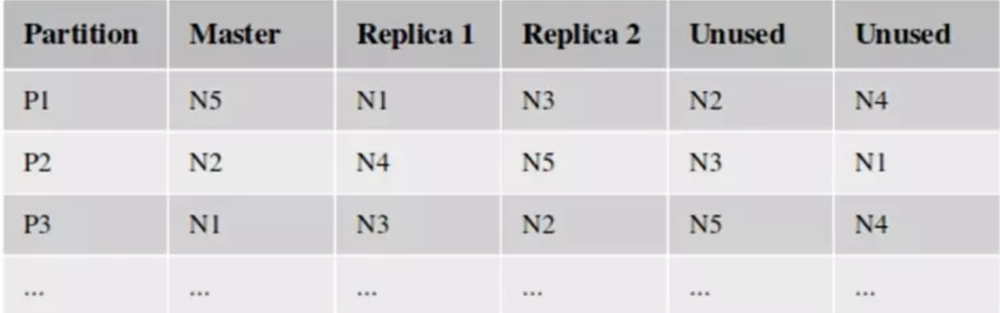 Partition Master Replica 1 Replica 2 Unused Unused
P1 N5 N1 N3 N2 N4
P2 N2 N4 N5 N3 N1
P3 N1 N3 N2 N5 N4
... ... ... ... ... ...